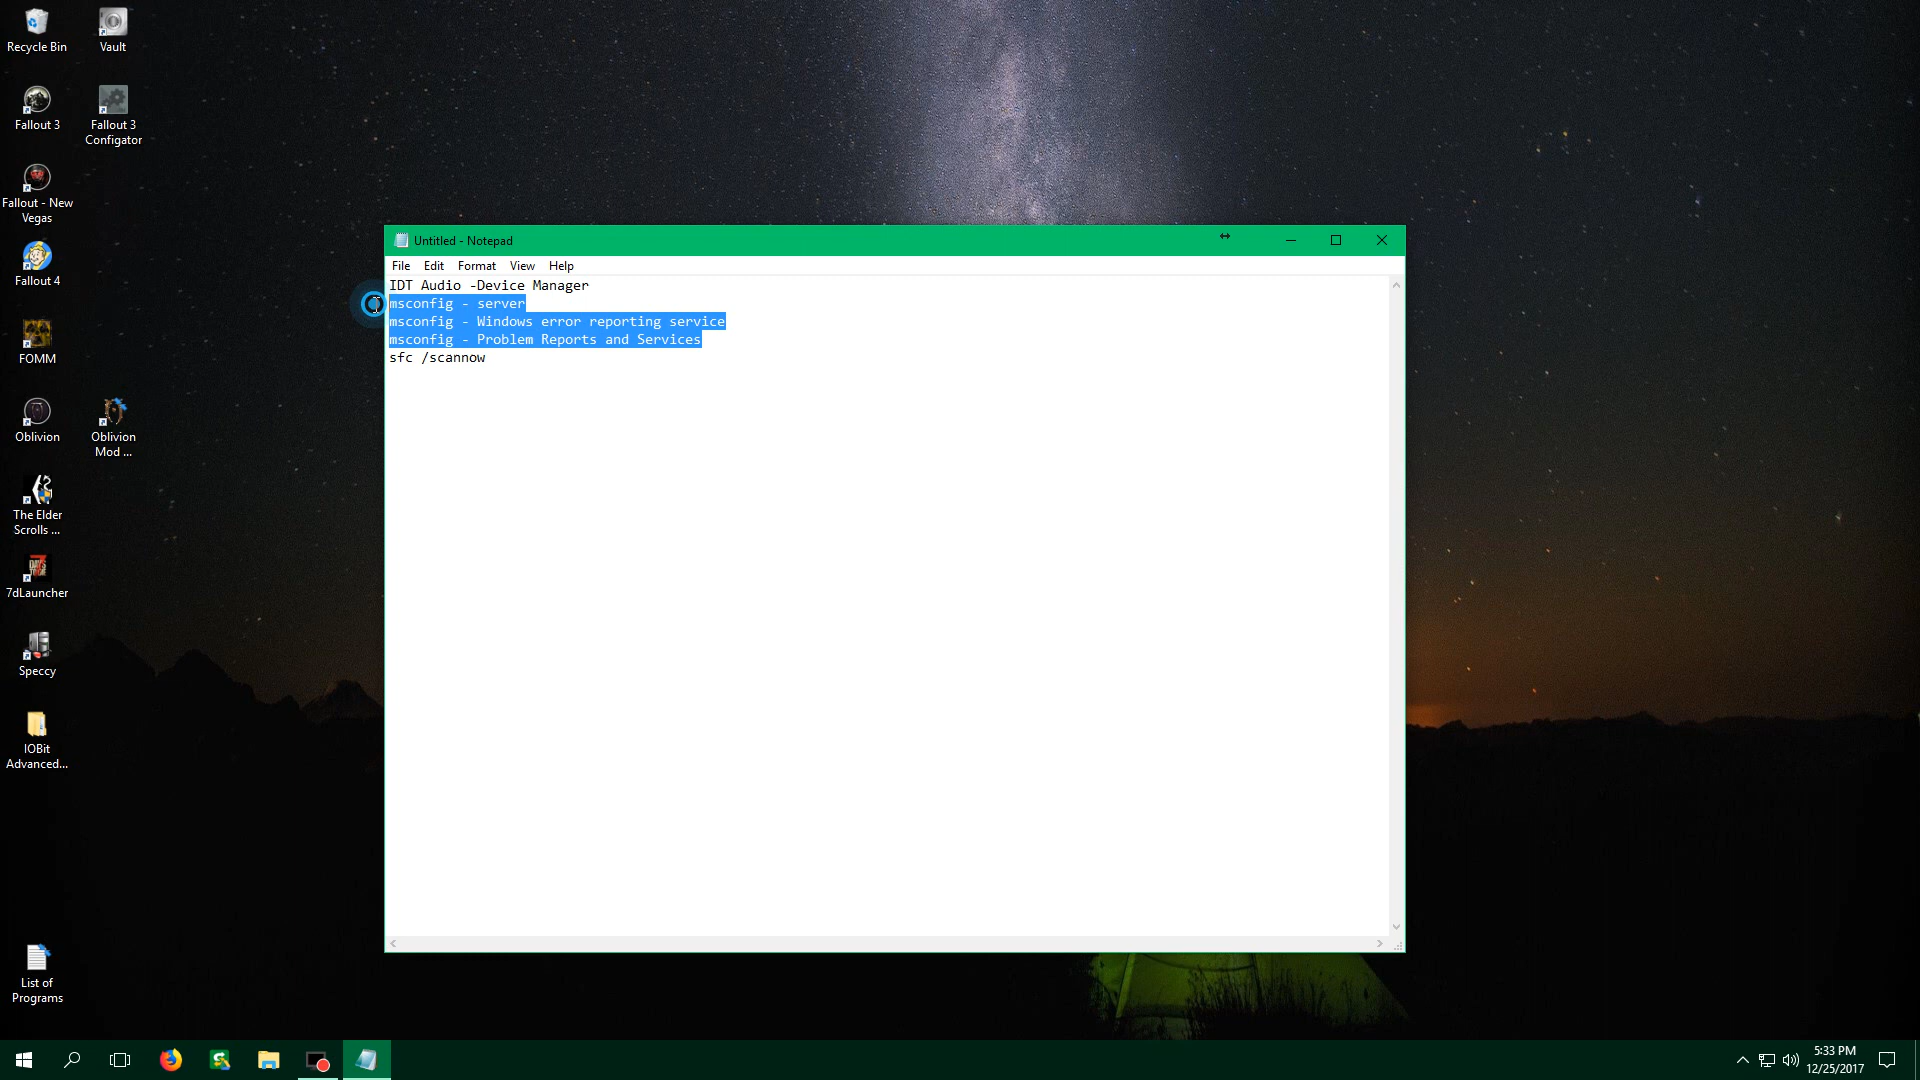 Recycle Bin
Vault
Fallout 3
Fallout 3
Configator
Fallout - New
Vegas
Fallout 4
FOMM
Oblivion
Oblivion
Mod ...
The Elder
Scrolls ...
7dLauncher
Speccy
IOBit
Advanced...
List of
Programs
Untitled - Notepad
File Edit Format View Help
IDT Audio -Device Manager
msconfig - server
msconfig - Windows error reporting service
msconfig - Problem Reports and Services
sfc /scannow
5:33 PM
12/25/2017